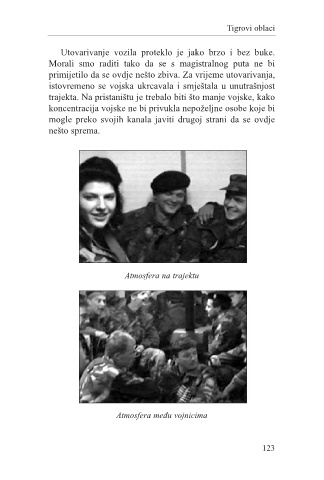 Tigrovi oblaci
Utovarivanje vozila proteklo je jako brzo i bez buke.
Morali smo raditi tako da se s magistralnog puta ne bi
primijetilo da se ovdje nešto zbiva. Za vrijeme utovarivanja,
istovremeno se vojska ukrcavala i smještala u unutrašnjost
trajekta. Na pristaništu je trebalo biti što manje vojske, kako
koncentracija vojske ne bi privukla nepoželjne osobe koje bi
mogle preko svojih kanala javiti drugoj strani da se ovdje
nešto sprema.
Atmosfera na trajektu
Atmosfera među vojnicima
123